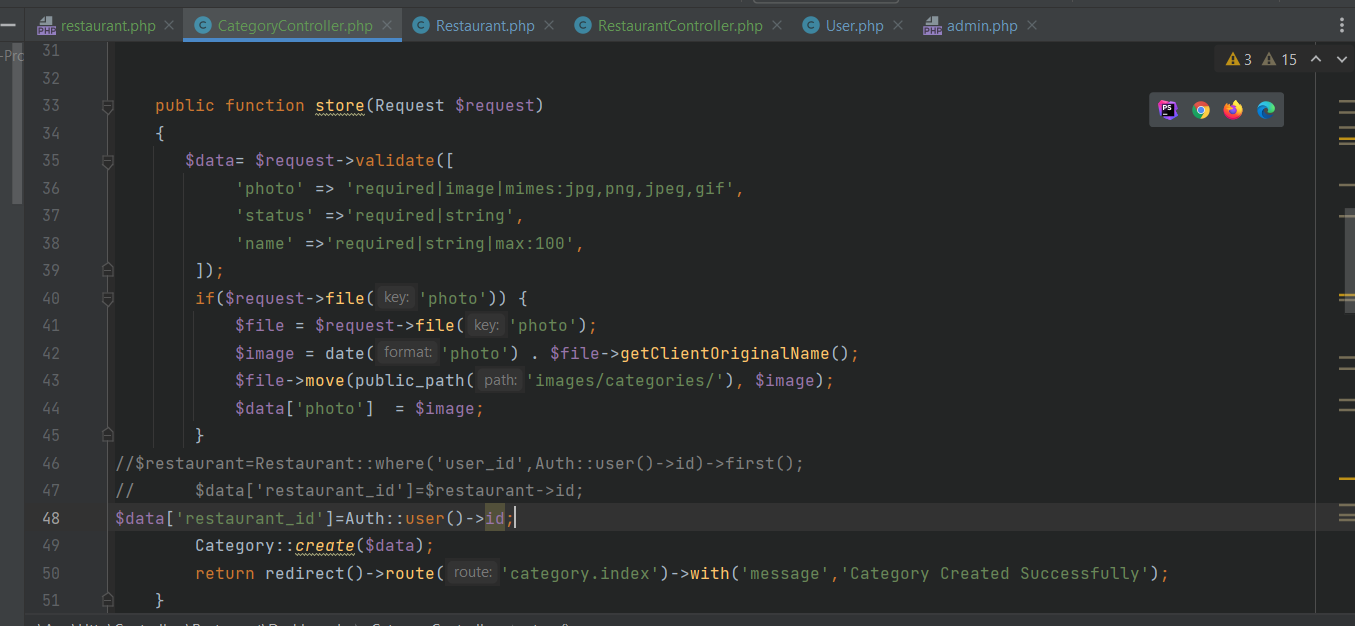 restaurant.php CategoryController.php Restaurant.php RestaurantController.php User.php admin.php
-Prc
3 15
31
32
33 public function store(Request $request)
34 {
35 $data= $request->validate([
36 'photo' => 'required|image|mimes:jpg,png,jpeg,gif',
37 'status' =>'required|string',
38 'name' =>'required|string|max:100',
39 ]);
40 if($request->file( key: 'photo')) {
41 $file = $request->file( key: 'photo');
42 $image = date( format: 'photo') . $file->getClientOriginalName();
43 $file->move(public_path( path: 'images/categories/'), $image);
44 $data['photo'] = $image;
45 }
46 //$restaurant=Restaurant::where('user_id',Auth::user()->id)->first();
47 // $data['restaurant_id']=$restaurant->id;
48 $data['restaurant_id']=Auth::user()->id;
49 Category::create($data);
50 return redirect()->route( route: 'category.index')->with('message','Category Created Successfully');
51 }